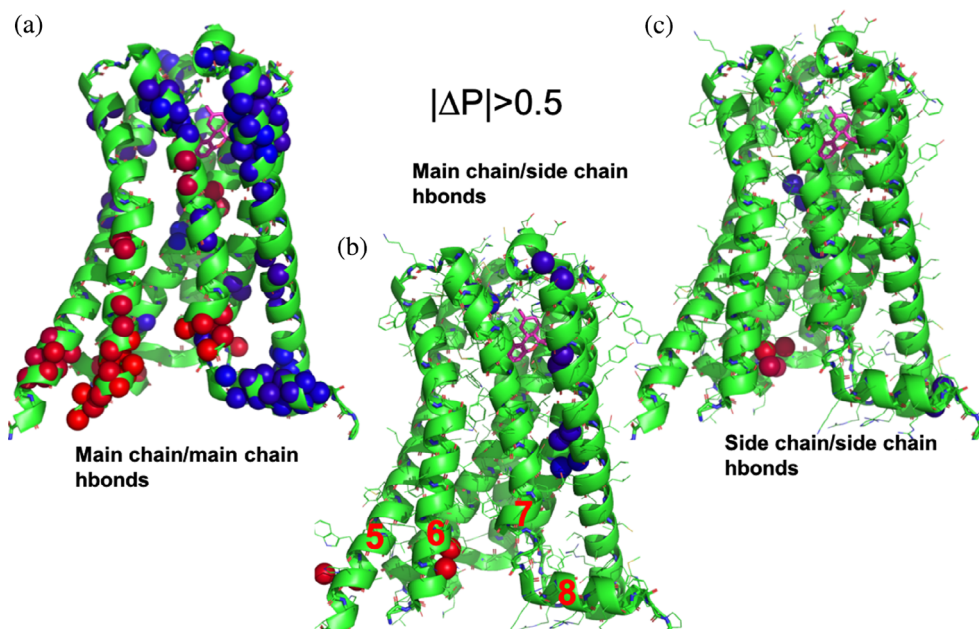 (a)
(c)
|ΔP|>0.5
Main chain/side chain
hbonds
(b)
Main chain/main chain
hbonds
Side chain/side chain
hbonds
5
6
7
8